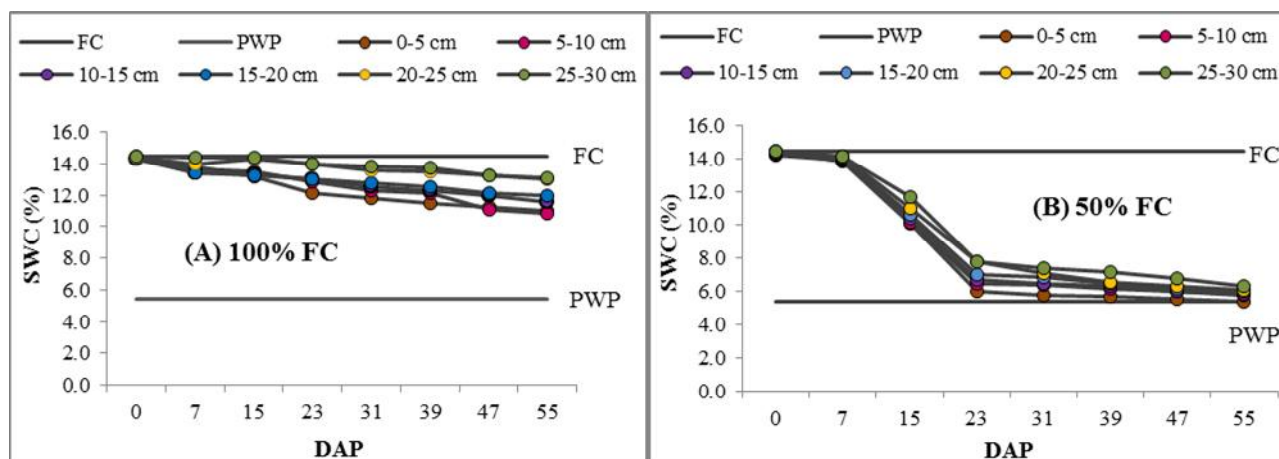 FC PWP 0-5 cm 5-10 cm
10-15 cm 15-20 cm 20-25 cm 25-30 cm
16.0
14.0
12.0
10.0
8.0
6.0
4.0
2.0
0.0
SWC (%)
FC
(A) 100% FC
PWP
0 7 15 23 31 39 47 55
DAP
FC PWP 0-5 cm 5-10 cm
10-15 cm 15-20 cm 20-25 cm 25-30 cm
16.0
14.0
12.0
10.0
8.0
6.0
4.0
2.0
0.0
SWC (%)
FC
(B) 50% FC
PWP
0 7 15 23 31 39 47 55
DAP